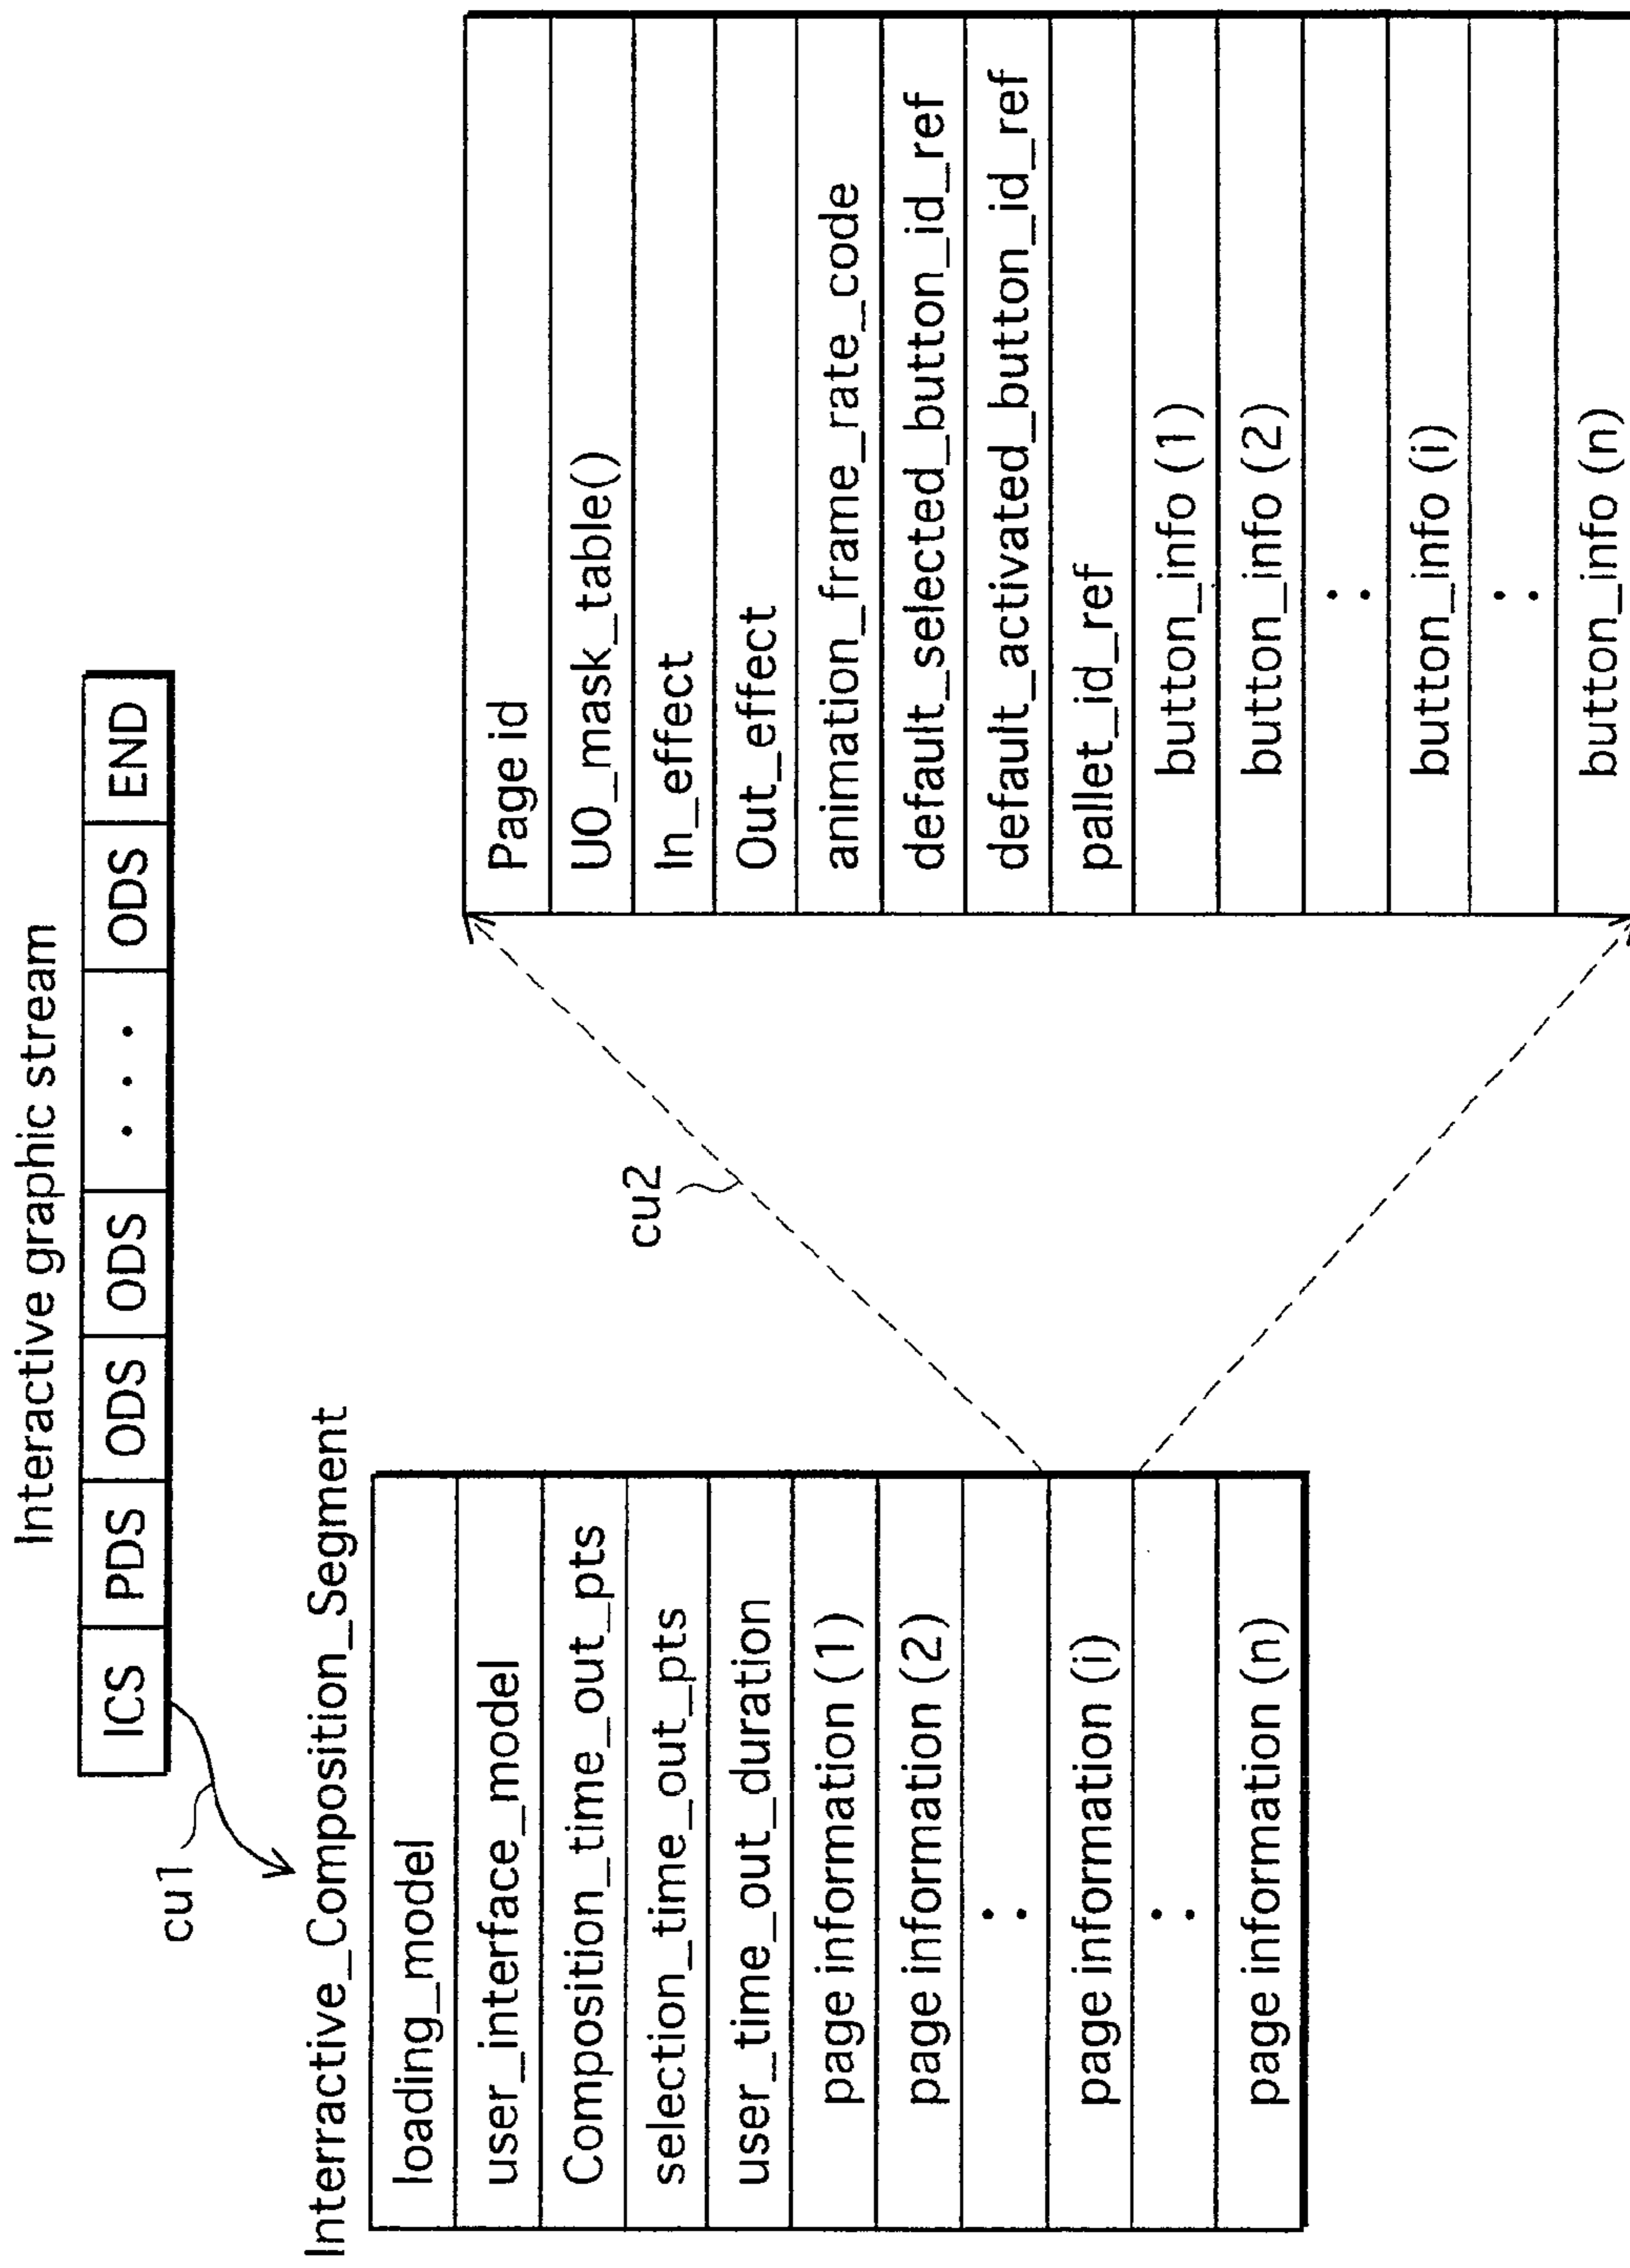 Interactive graphic stream
ICS PDS ODS ODS . . . ODS END
cu1
Interractive_Composition_Segment
loading_model
user_interface_model
Composition_time_out_pts
selection_time_out_pts
user_time_out_duration
page information (1)
page information (2)
:
page information (i)
:
page information (n)
cu2
Page id
UO_mask_table()
In_effect
Out_effect
animation_frame_rate_code
default_selected_button_id_ref
default_activated_button_id_ref
pallet_id_ref
button_info (1)
button_info (2)
:
button_info (i)
:
button_info (n)